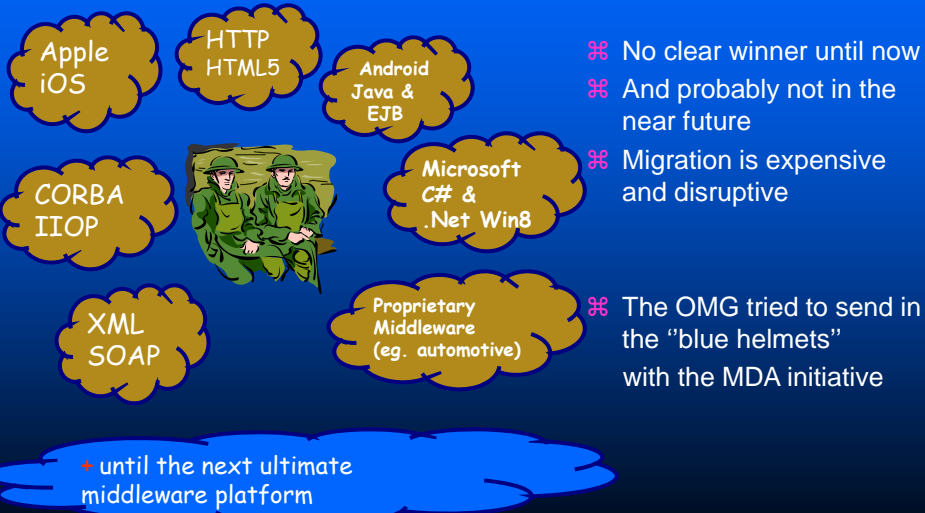 Apple
iOS
HTTP
HTML5
Android
Java &
EJB
CORBA
IIOP
Microsoft
C# &
.Net Win8
XML
SOAP
Proprietary
Middleware
(eg. automotive)
+ until the next ultimate
middleware platform
⌘ No clear winner until now
⌘ And probably not in the
near future
⌘ Migration is expensive
and disruptive
⌘ The OMG tried to send in
the ‘’blue helmets’’
with the MDA initiative